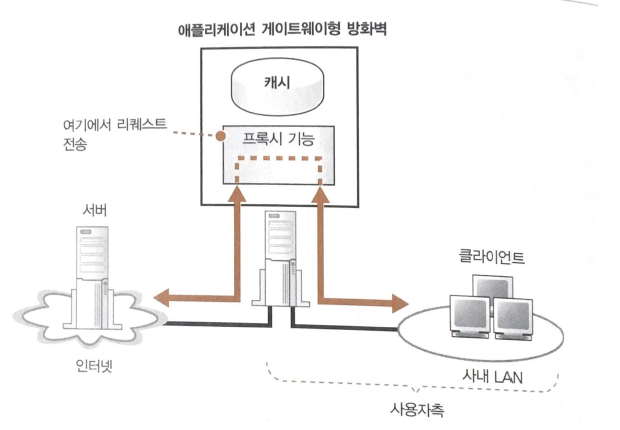 애플리케이션 게이트웨이형 방화벽
캐시
여기에서 리퀘스트
전송
프록시 기능
서버
클라이언트
인터넷
사내 LAN
사용자측